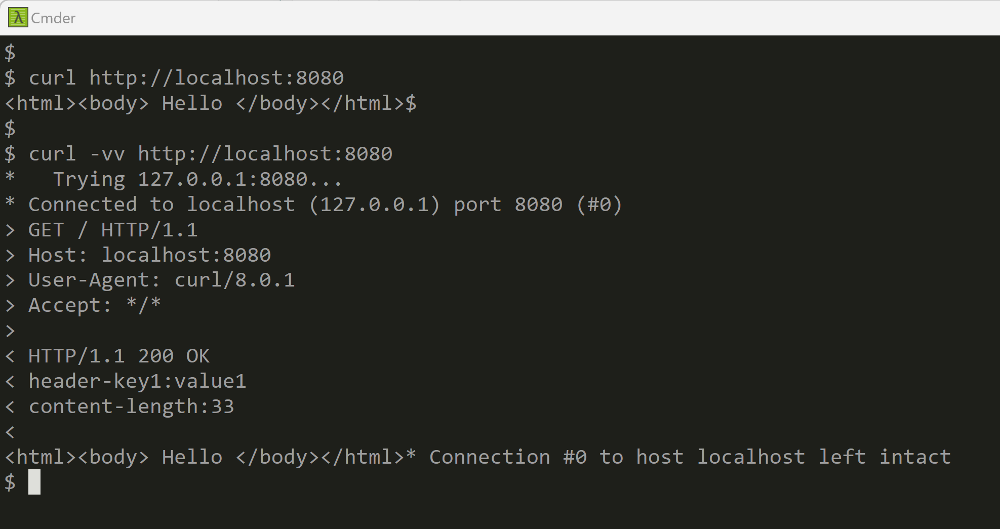 λ Cmder
$
$ curl http://localhost:8080
<html><body> Hello </body></html>$
$
$ curl -vv http://localhost:8080
*   Trying 127.0.0.1:8080...
* Connected to localhost (127.0.0.1) port 8080 (#0)
> GET / HTTP/1.1
> Host: localhost:8080
> User-Agent: curl/8.0.1
> Accept: */*
>
< HTTP/1.1 200 OK
< header-key1:value1
< content-length:33
<
<html><body> Hello </body></html>* Connection #0 to host localhost left intact
$